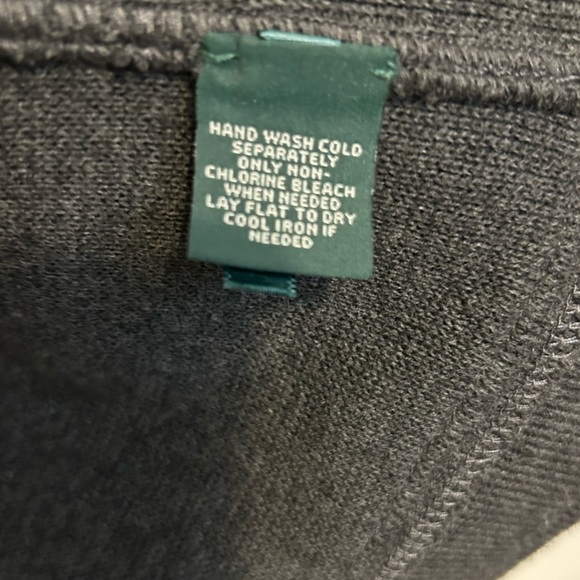 HAND WASH COLD
SEPARATELY
ONLY NON-
CHLORINE BLEACH
WHEN NEEDED
LAY FLAT TO DRY
COOL IRON IF
NEEDED